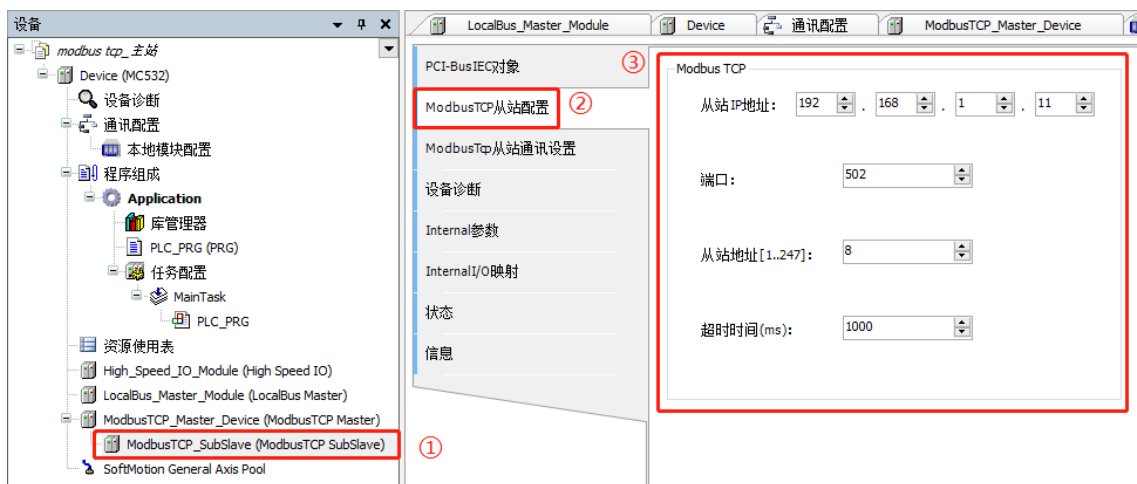 设备
modbus tcp_主站
Device (MC532)
设备诊断
通讯配置
本地模块配置
程序组成
Application
库管理器
PLC_PRG (PRG)
任务配置
MainTask
PLC_PRG
资源使用表
High_Speed_IO_Module (High Speed IO)
LocalBus_Master_Module (LocalBus Master)
ModbusTCP_Master_Device (ModbusTCP Master)
ModbusTCP_SubSlave (ModbusTCP SubSlave)
①
SoftMotion General Axis Pool
LocalBus_Master_Module
Device
通讯配置
ModbusTCP_Master_Device
PCI-BusIEC对象
ModbusTCP从站配置
②
ModbusTcp从站通讯设置
设备诊断
Internal参数
InternalI/O映射
状态
信息
③
Modbus TCP
从站IP地址: 192 . 168 . 1 . 11
端口: 502
从站地址[1..247]: 8
超时时间(ms): 1000